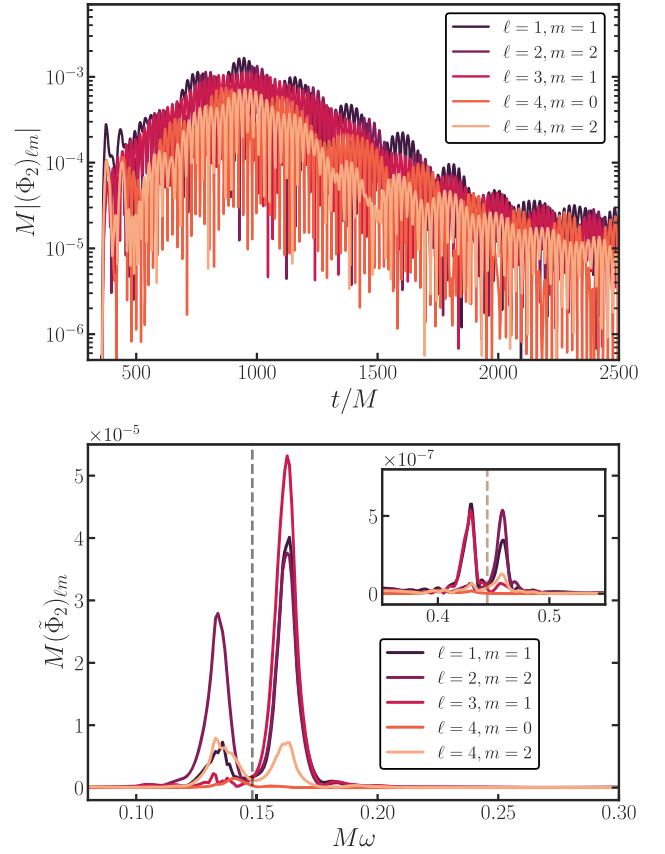 10⁻³
10⁻⁴
10⁻⁵
10⁻⁶
M|(Φ₂)ℓm|
ℓ = 1, m = 1
ℓ = 2, m = 2
ℓ = 3, m = 1
ℓ = 4, m = 0
ℓ = 4, m = 2
500 1000 1500 2000 2500
t/M
×10⁻⁵
5
4
3
2
1
0
M(Φ̃₂)ℓm
×10⁻⁷
5
0
0.4 0.5
ℓ = 1, m = 1
ℓ = 2, m = 2
ℓ = 3, m = 1
ℓ = 4, m = 0
ℓ = 4, m = 2
0.10 0.15 0.20 0.25 0.30
Mω